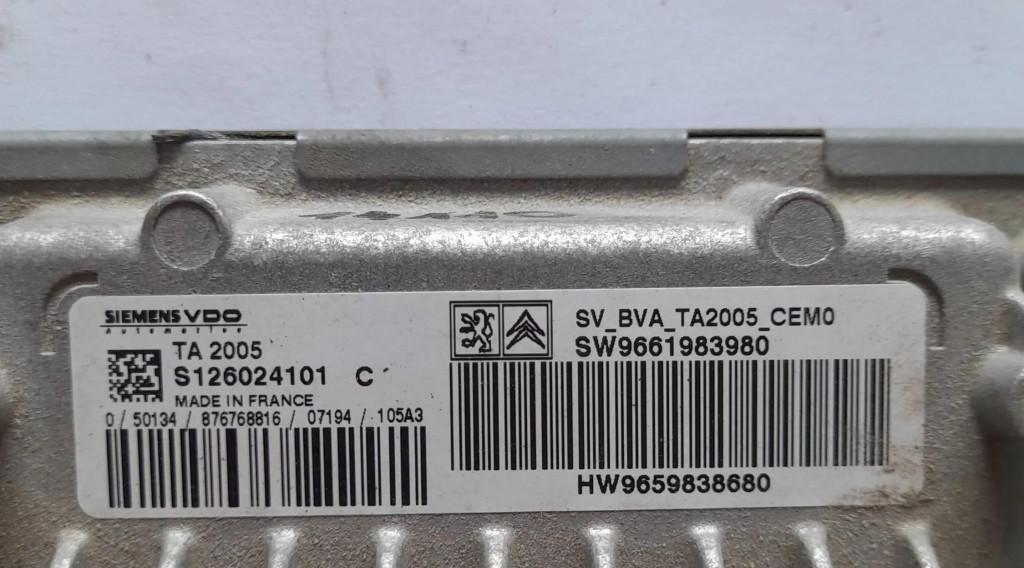 SIEMENS VDO
Automotive
TA 2005
S126024101 C
MADE IN FRANCE
0 / 50134 / 876768816 / 07194 / 105A3
SV_BVA_TA2005_CEM0
SW9661983980
HW9659838680